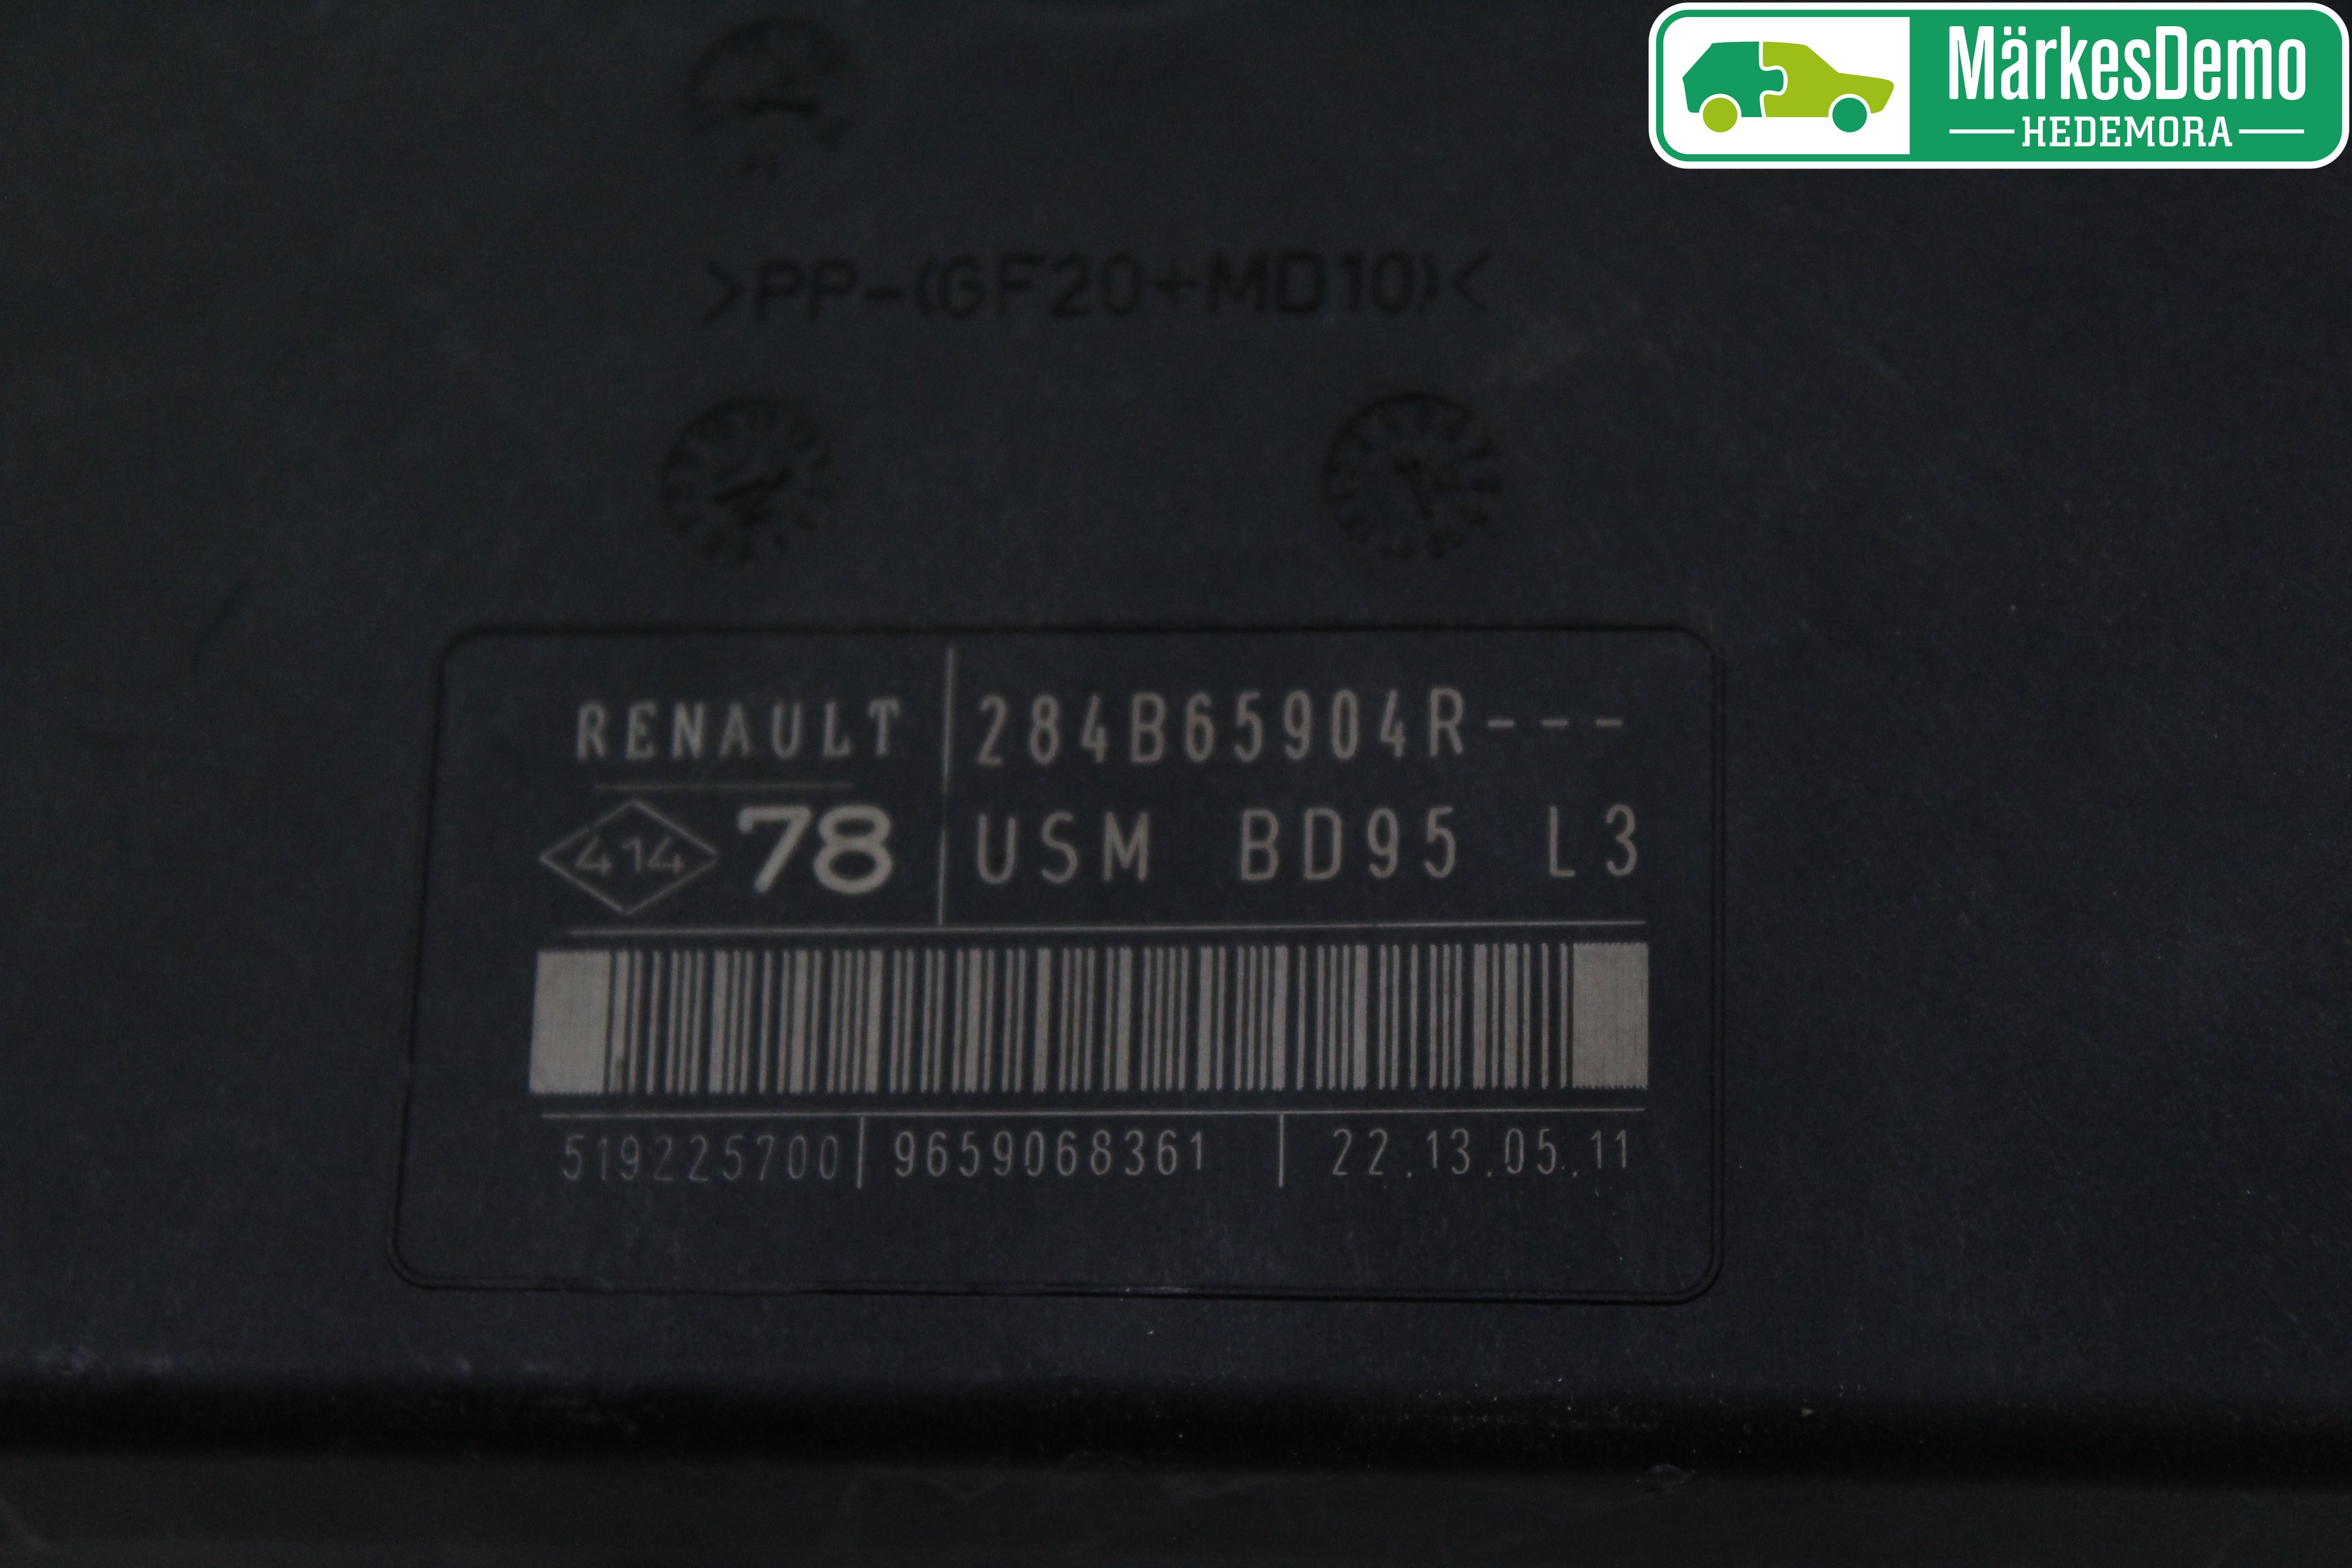 MärkesDemo
HEDEMORA
>PP-(GF20+MD10)<
RENAULT
284B65904R---
414 78
USM BD95 L3
519225700 9659068361 22.13.05.11